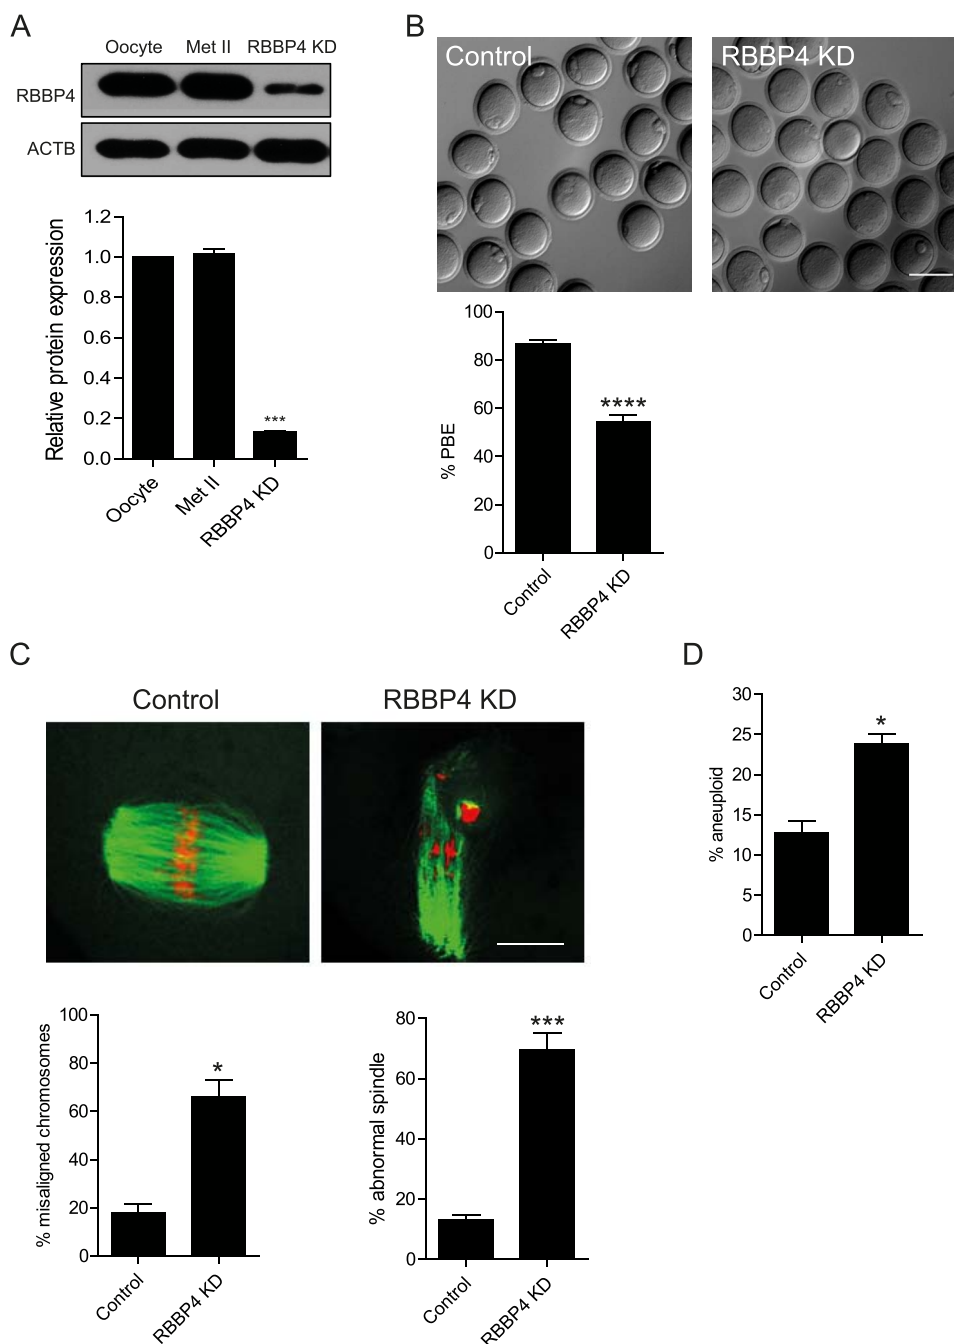 A
Oocyte Met II RBBP4 KD
RBBP4
ACTB
Relative protein expression
1.2
1.0
0.8
0.6
0.4
0.2
0.0
***
Oocyte
Met II
RBBP4 KD
B
Control
RBBP4 KD
% PBE
100
80
60
40
20
0
****
Control
RBBP4 KD
C
Control
RBBP4 KD
% misaligned chromosomes
100
80
60
40
20
0
*
Control
RBBP4 KD
% abnormal spindle
80
60
40
20
0
***
Control
RBBP4 KD
D
% aneuploid
30
25
20
15
10
5
0
*
Control
RBBP4 KD